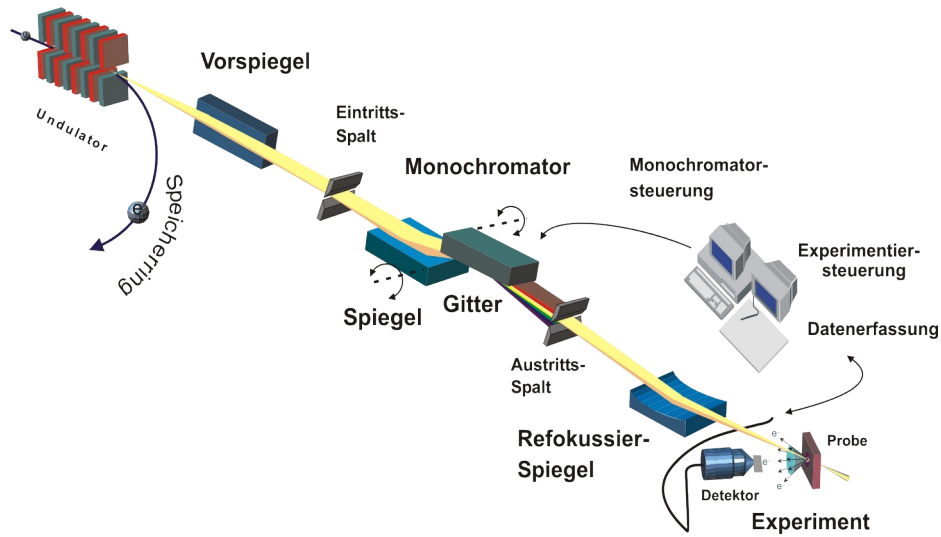 e
Undulator
Speicherring
e
Vorspiegel
Eintritts-
Spalt
Monochromator
Spiegel
Gitter
Monochromator-
steuerung
Experimentier-
steuerung
Datenerfassung
Austritts-
Spalt
Refokussier-
Spiegel
Detektor
e⁻
e⁻
e⁻
Probe
Experiment